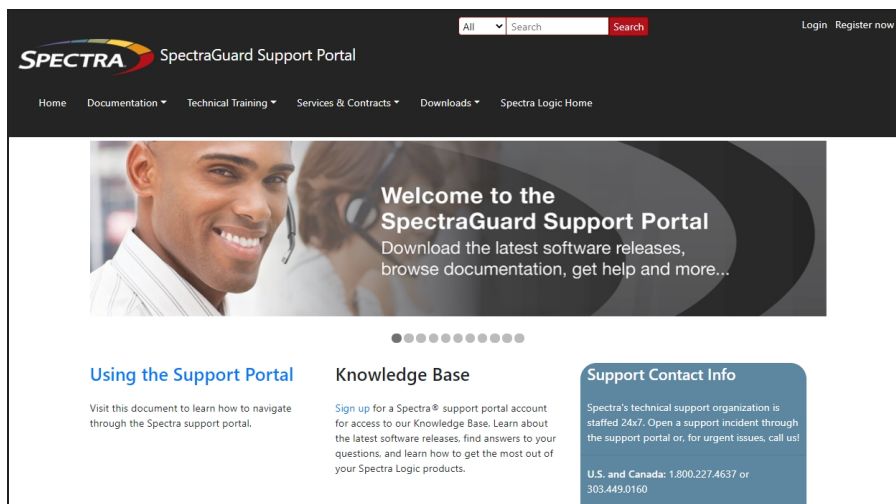 All
Search
Search
Login Register now
SPECTRA SpectraGuard Support Portal
Home Documentation Technical Training Services & Contracts Downloads Spectra Logic Home
Welcome to the
SpectraGuard Support Portal
Download the latest software releases,
browse documentation, get help and more...
Using the Support Portal
Visit this document to learn how to navigate
through the Spectra support portal.
Knowledge Base
Sign up for a Spectra® support portal account
for access to our Knowledge Base. Learn about
the latest software releases, find answers to your
questions, and learn how to get the most out of
your Spectra Logic products.
Support Contact Info
Spectra's technical support organization is
staffed 24x7. Open a support incident through
the support portal or, for urgent issues, call us!
U.S. and Canada: 1.800.227.4637 or
303.449.0160